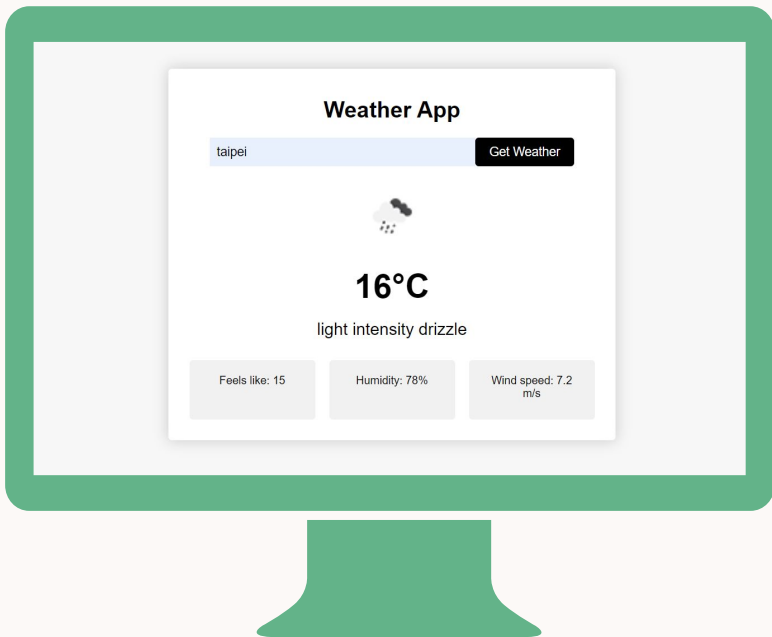 Weather App
taipei
Get Weather
16°C
light intensity drizzle
Feels like: 15
Humidity: 78%
Wind speed: 7.2
m/s